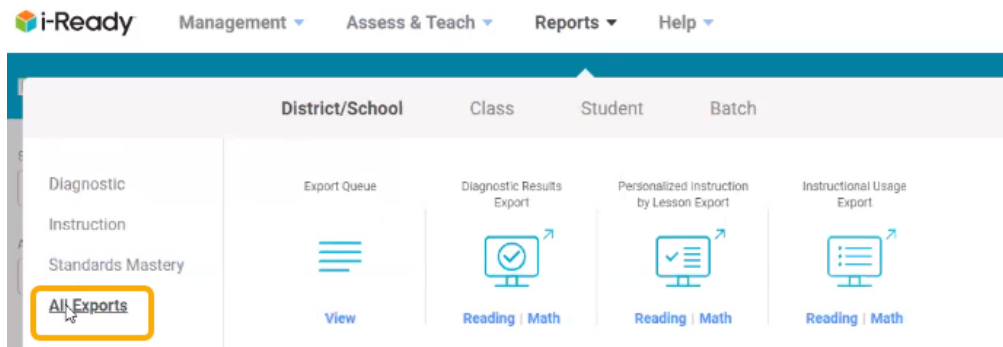 i-Ready Management Assess & Teach Reports Help
District/School Class Student Batch
Diagnostic
Instruction
Standards Mastery
All Exports
Export Queue
View
Diagnostic Results
Export
Reading | Math
Personalized Instruction
by Lesson Export
Reading | Math
Instructional Usage
Export
Reading | Math